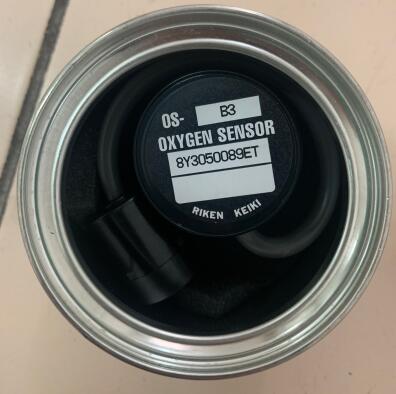 OS- B3
OXYGEN SENSOR
8Y3050089ET
RIKEN KEIKI